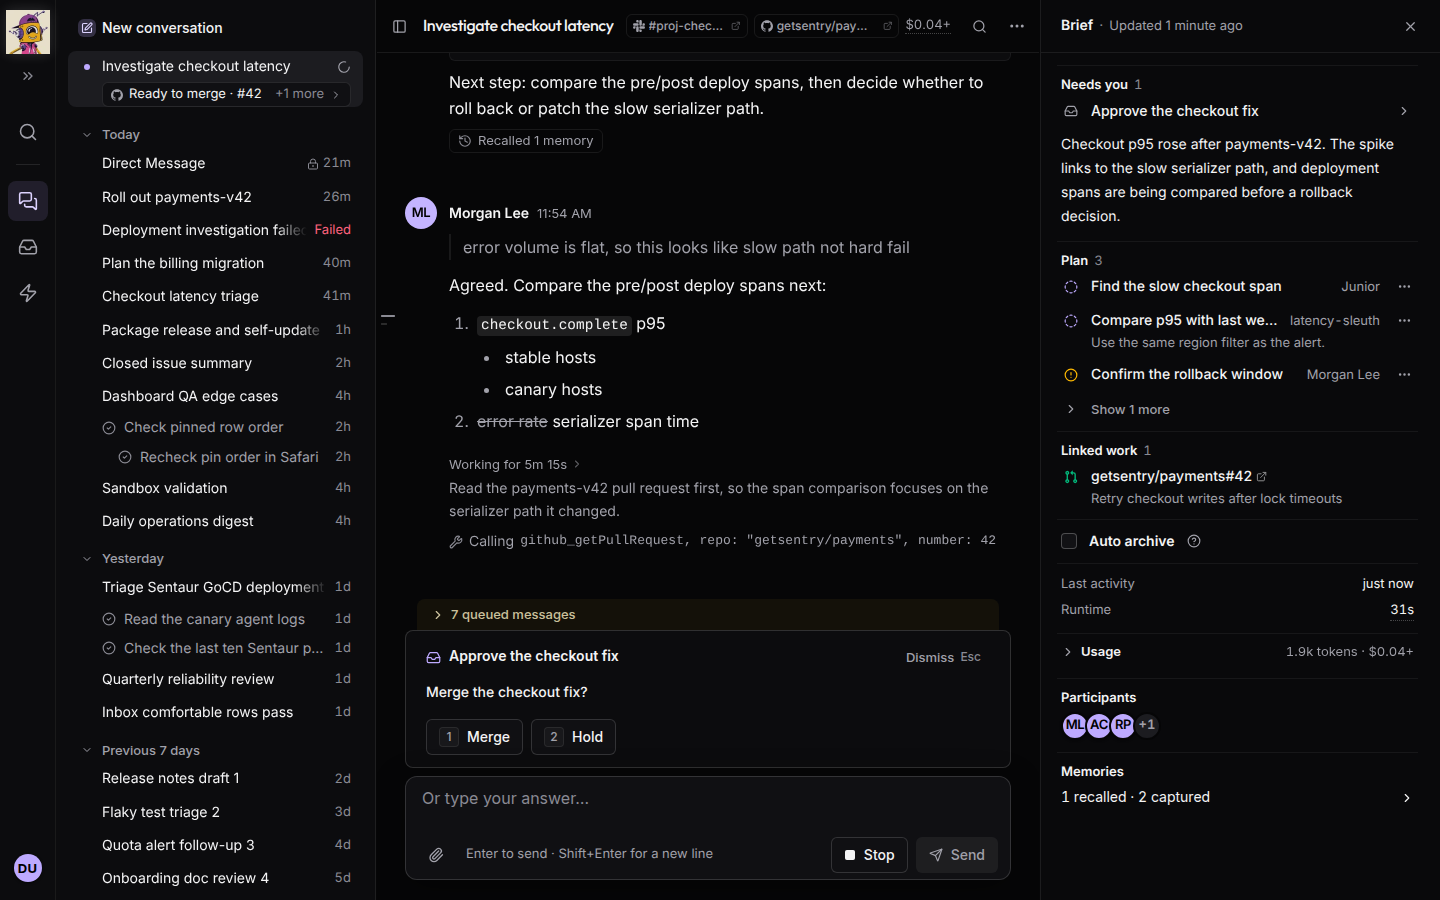 New conversation
Investigate checkout latency
Ready to merge · #42 +1 more
Today
Direct Message 21m
Roll out payments-v42 26m
Deployment investigation failed Failed
Plan the billing migration 40m
Checkout latency triage 41m
Package release and self-update 1h
Closed issue summary 2h
Dashboard QA edge cases 4h
Check pinned row order 2h
Recheck pin order in Safari 2h
Sandbox validation 4h
Daily operations digest 4h
Yesterday
Triage Sentaur GoCD deployment 1d
Read the canary agent logs 1d
Check the last ten Sentaur p... 1d
Quarterly reliability review 1d
Inbox comfortable rows pass 1d
Previous 7 days
Release notes draft 1 2d
Flaky test triage 2 3d
Quota alert follow-up 3 4d
Onboarding doc review 4 5d
DU
Investigate checkout latency #proj-chec... getsentry/pay... $0.04+
Next step: compare the pre/post deploy spans, then decide whether to
roll back or patch the slow serializer path.
Recalled 1 memory
ML Morgan Lee 11:54 AM
error volume is flat, so this looks like slow path not hard fail
Agreed. Compare the pre/post deploy spans next:
1. checkout.complete p95
• stable hosts
• canary hosts
2. error rate serializer span time
Working for 5m 15s
Read the payments-v42 pull request first, so the span comparison focuses on the
serializer path it changed.
Calling github_getPullRequest, repo: "getsentry/payments", number: 42
7 queued messages
Approve the checkout fix Dismiss Esc
Merge the checkout fix?
1 Merge 2 Hold
Or type your answer...
Enter to send · Shift+Enter for a new line Stop Send
Brief · Updated 1 minute ago
Needs you 1
Approve the checkout fix
Checkout p95 rose after payments-v42. The spike
links to the slow serializer path, and deployment
spans are being compared before a rollback
decision.
Plan 3
Find the slow checkout span Junior
Compare p95 with last we... latency-sleuth
Use the same region filter as the alert.
Confirm the rollback window Morgan Lee
Show 1 more
Linked work 1
getsentry/payments#42
Retry checkout writes after lock timeouts
Auto archive
Last activity just now
Runtime 31s
Usage 1.9k tokens · $0.04+
Participants
ML AC RP +1
Memories
1 recalled · 2 captured